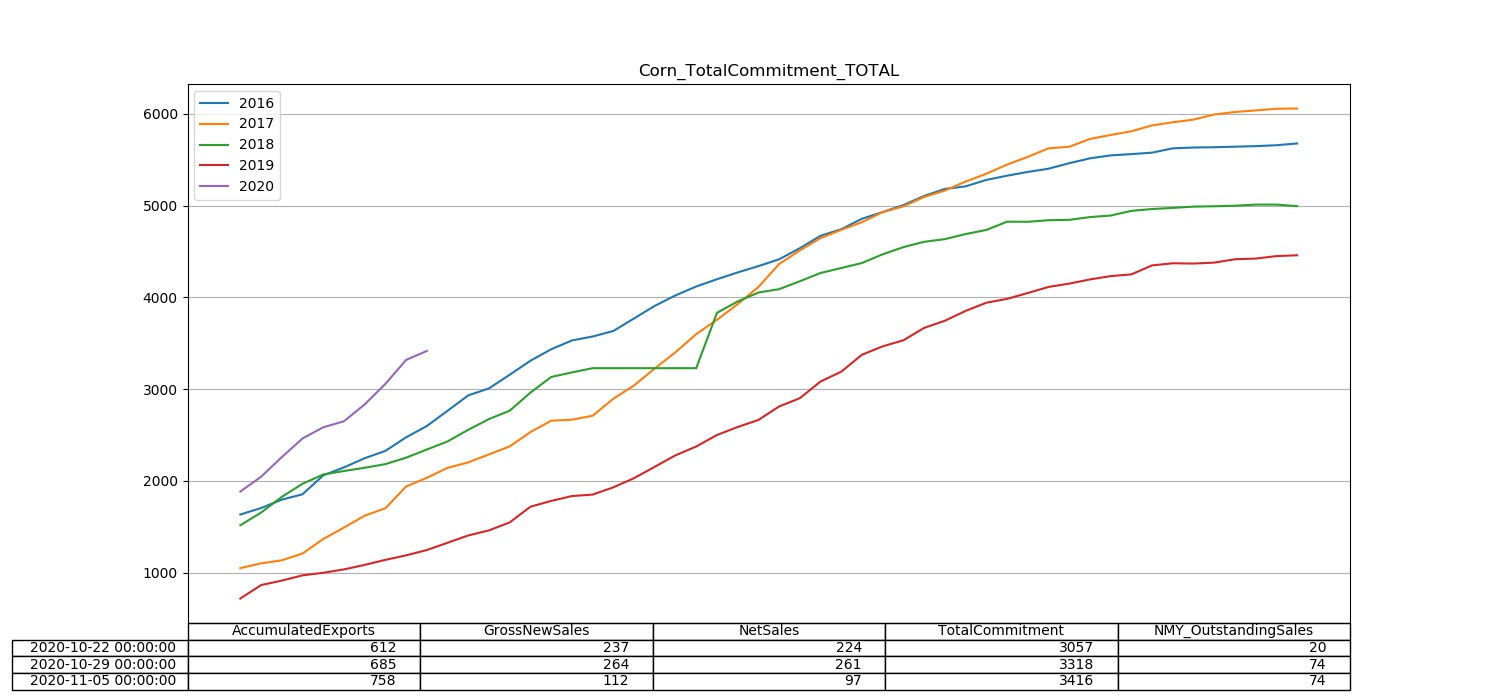 Corn_TotalCommitment_TOTAL
2016
2017
2018
2019
2020
6000
5000
4000
3000
2000
1000
AccumulatedExports GrossNewSales NetSales TotalCommitment NMY_OutstandingSales
2020-10-22 00:00:00 612 237 224 3057 20
2020-10-29 00:00:00 685 264 261 3318 74
2020-11-05 00:00:00 758 112 97 3416 74